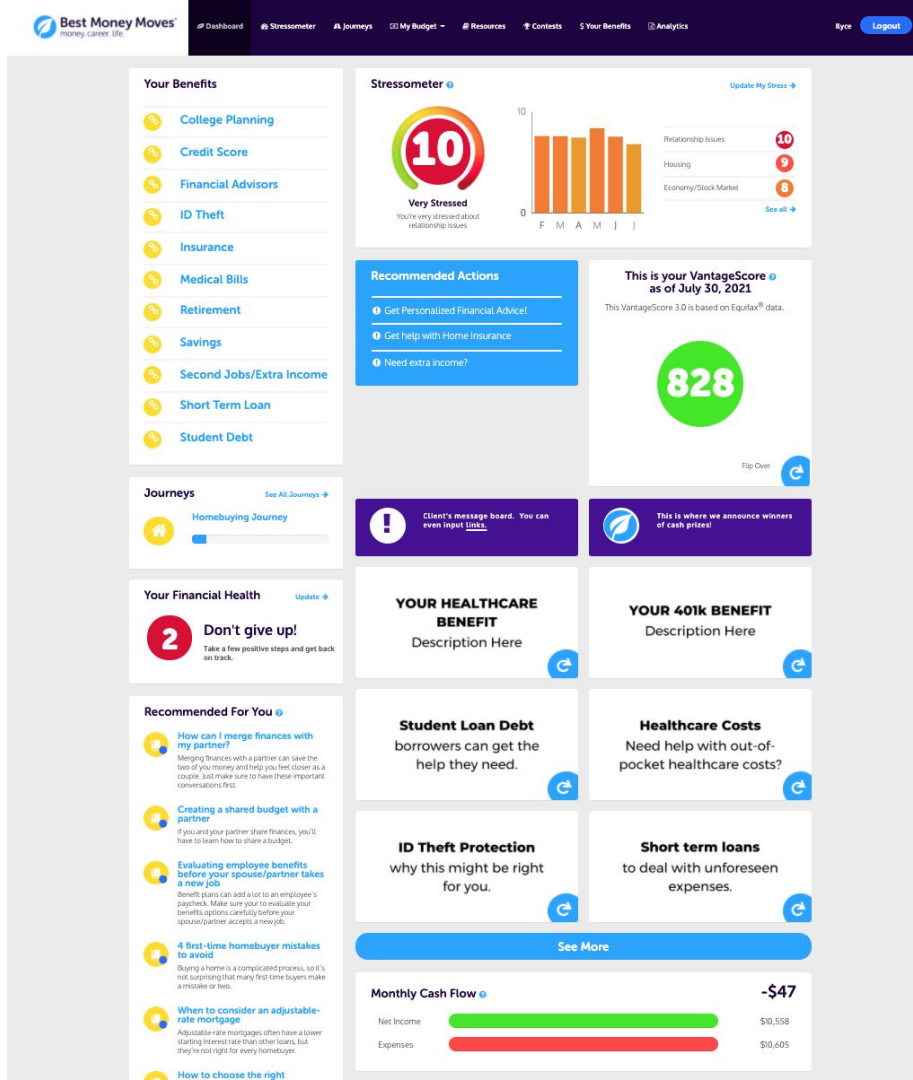 Best Money Moves®
money. career. life.
Dashboard
Stressometer
Journeys
My Budget
Resources
Contests
$ Your Benefits
Analytics
Ryce
Logout
Your Benefits
College Planning
Credit Score
Financial Advisors
ID Theft
Insurance
Medical Bills
Retirement
Savings
Second Jobs/Extra Income
Short Term Loan
Student Debt
Stressometer ?
Update My Stress →
10
Very Stressed
You're very stressed about
relationship issues
10
0
F M A M J J
Relationship Issues 10
Housing 9
Economy/Stock Market 8
See all →
Recommended Actions
! Get Personalized Financial Advice!
! Get help with Home Insurance
! Need extra income?
This is your VantageScore ?
as of July 30, 2021
This VantageScore 3.0 is based on Equifax® data.
828
Flip Over
Journeys
See All Journeys →
Homebuying Journey
! Client's message board. You can
even input links.
This is where we announce winners
of cash prizes!
Your Financial Health
Update →
2
Don't give up!
Take a few positive steps and get back
on track.
YOUR HEALTHCARE
BENEFIT
Description Here
YOUR 401k BENEFIT
Description Here
Student Loan Debt
borrowers can get the
help they need.
Healthcare Costs
Need help with out-of-
pocket healthcare costs?
ID Theft Protection
why this might be right
for you.
Short term loans
to deal with unforeseen
expenses.
See More
Recommended For You ?
How can I merge finances with
my partner?
Merging finances with a partner can save the
two of you money and help you feel closer as a
couple. Just make sure to have these important
conversations first.
Creating a shared budget with a
partner
If you and your partner share finances, you'll
have to learn how to share a budget.
Evaluating employee benefits
before your spouse/partner takes
a new job
Benefit plans can add a lot to an employee's
paycheck. Make sure your to evaluate your
benefits options carefully before your
spouse/partner accepts a new job.
4 first-time homebuyer mistakes
to avoid
Buying a home is a complicated process, so it's
not surprising that many first-time buyers make
a mistake or two.
When to consider an adjustable-
rate mortgage
Adjustable-rate mortgages often have a lower
starting interest rate than other loans, but
they're not right for every homebuyer.
How to choose the right
Monthly Cash Flow ?
-$47
Net Income $10,558
Expenses $10,605